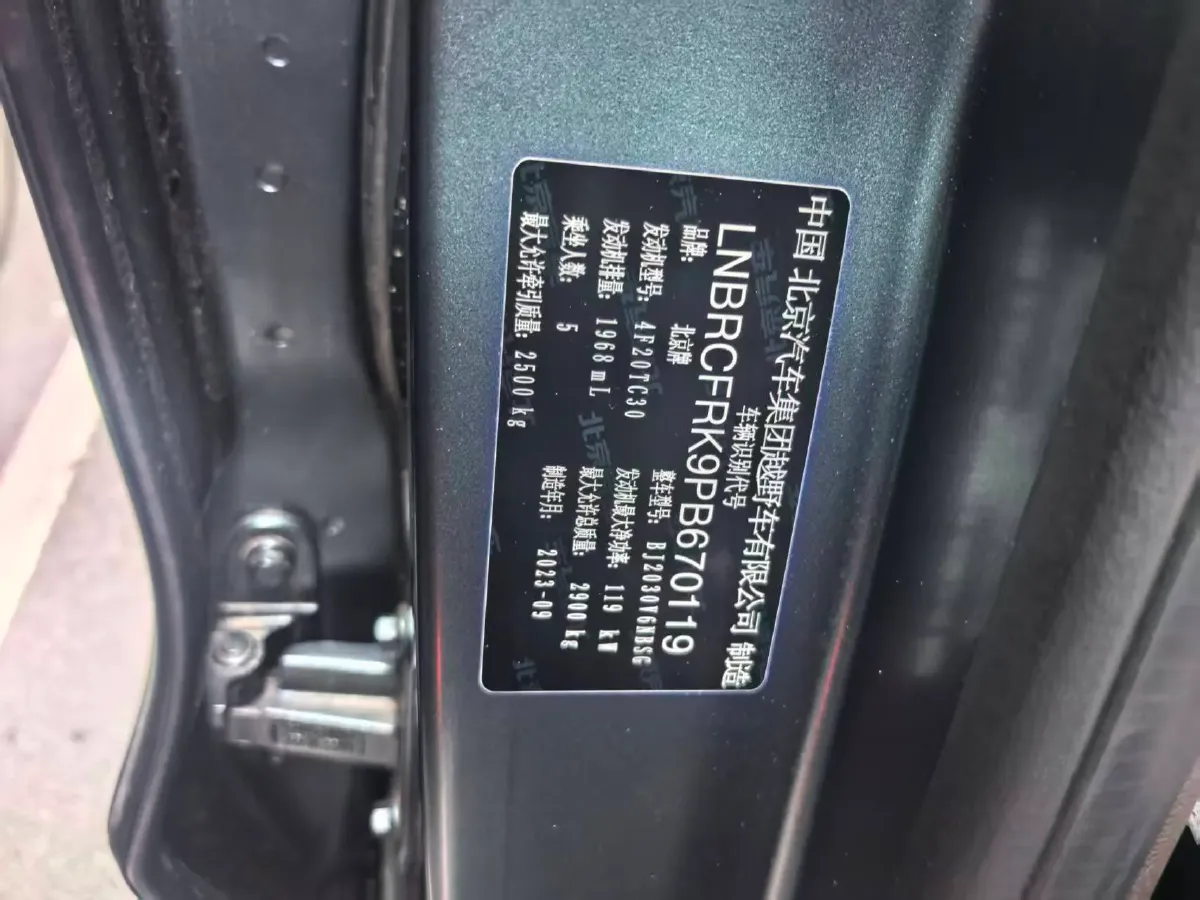 中国 北京汽车集团越野车有限公司 制造
车辆识别代号
LNBRCFRK9PB670119
品牌: 北京牌 整车型号: BJ2030V6NBSG
发动机型号: 4F20TC30 发动机最大净功率: 119 kW
发动机排量: 1968 mL 最大允许总质量: 2900 kg
乘坐人数: 5 制造年月: 2023-09
最大允许牵引质量: 2500 kg